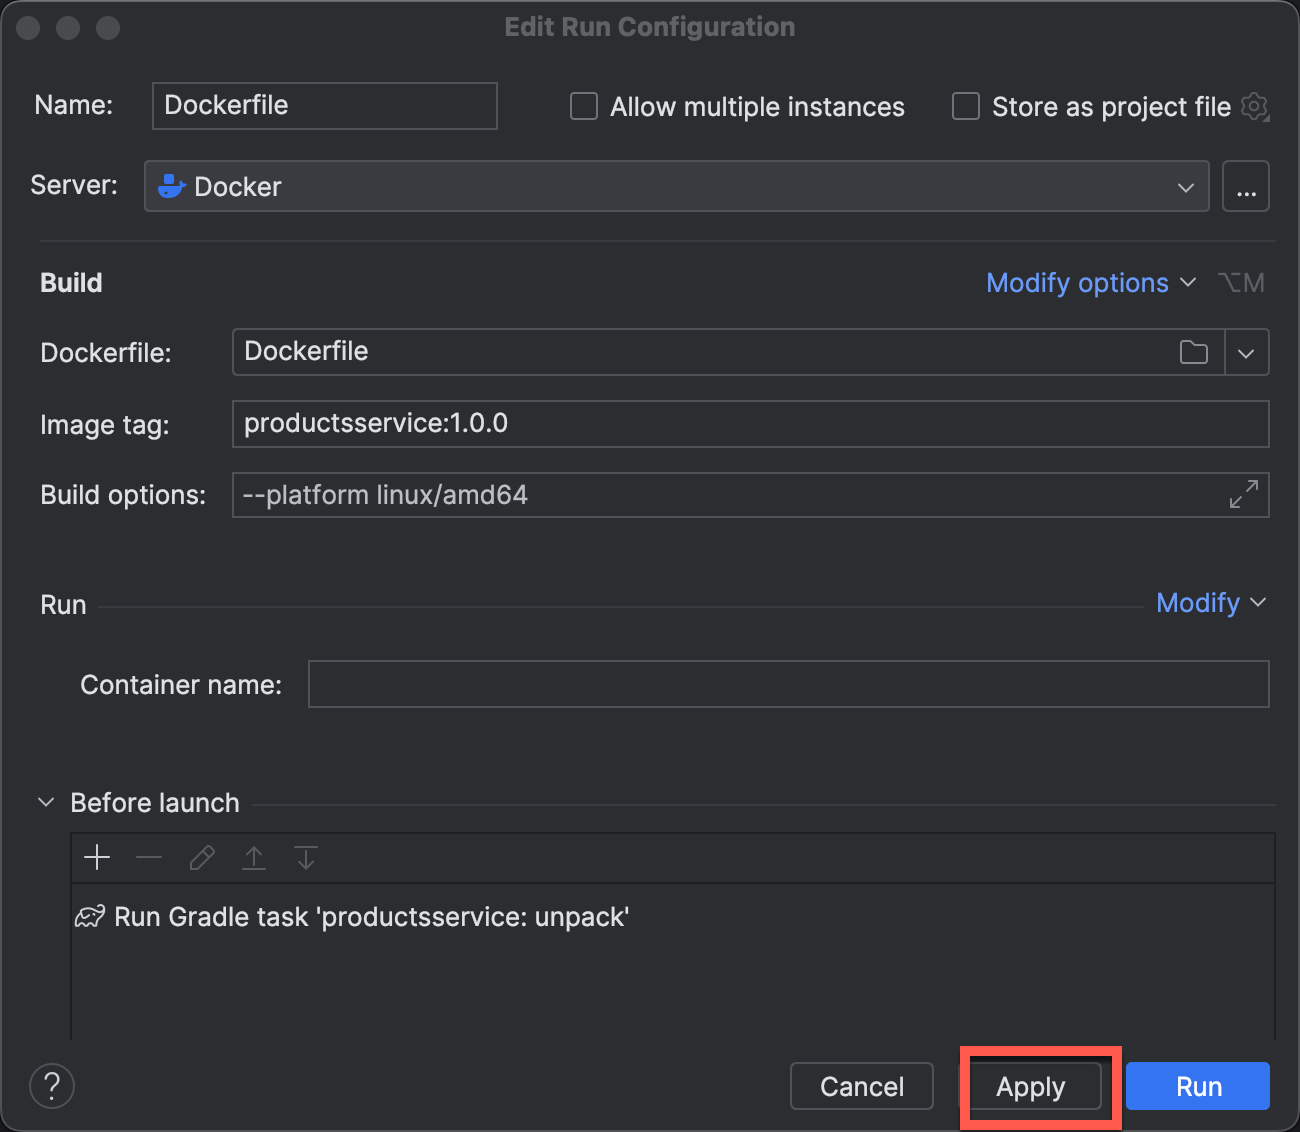 Edit Run Configuration
Name: Dockerfile Allow multiple instances Store as project file
Server: Docker ...
Build Modify options ⌥M
Dockerfile: Dockerfile
Image tag: productsservice:1.0.0
Build options: --platform linux/amd64
Run Modify
Container name:
Before launch
Run Gradle task 'productsservice: unpack'
? Cancel Apply Run